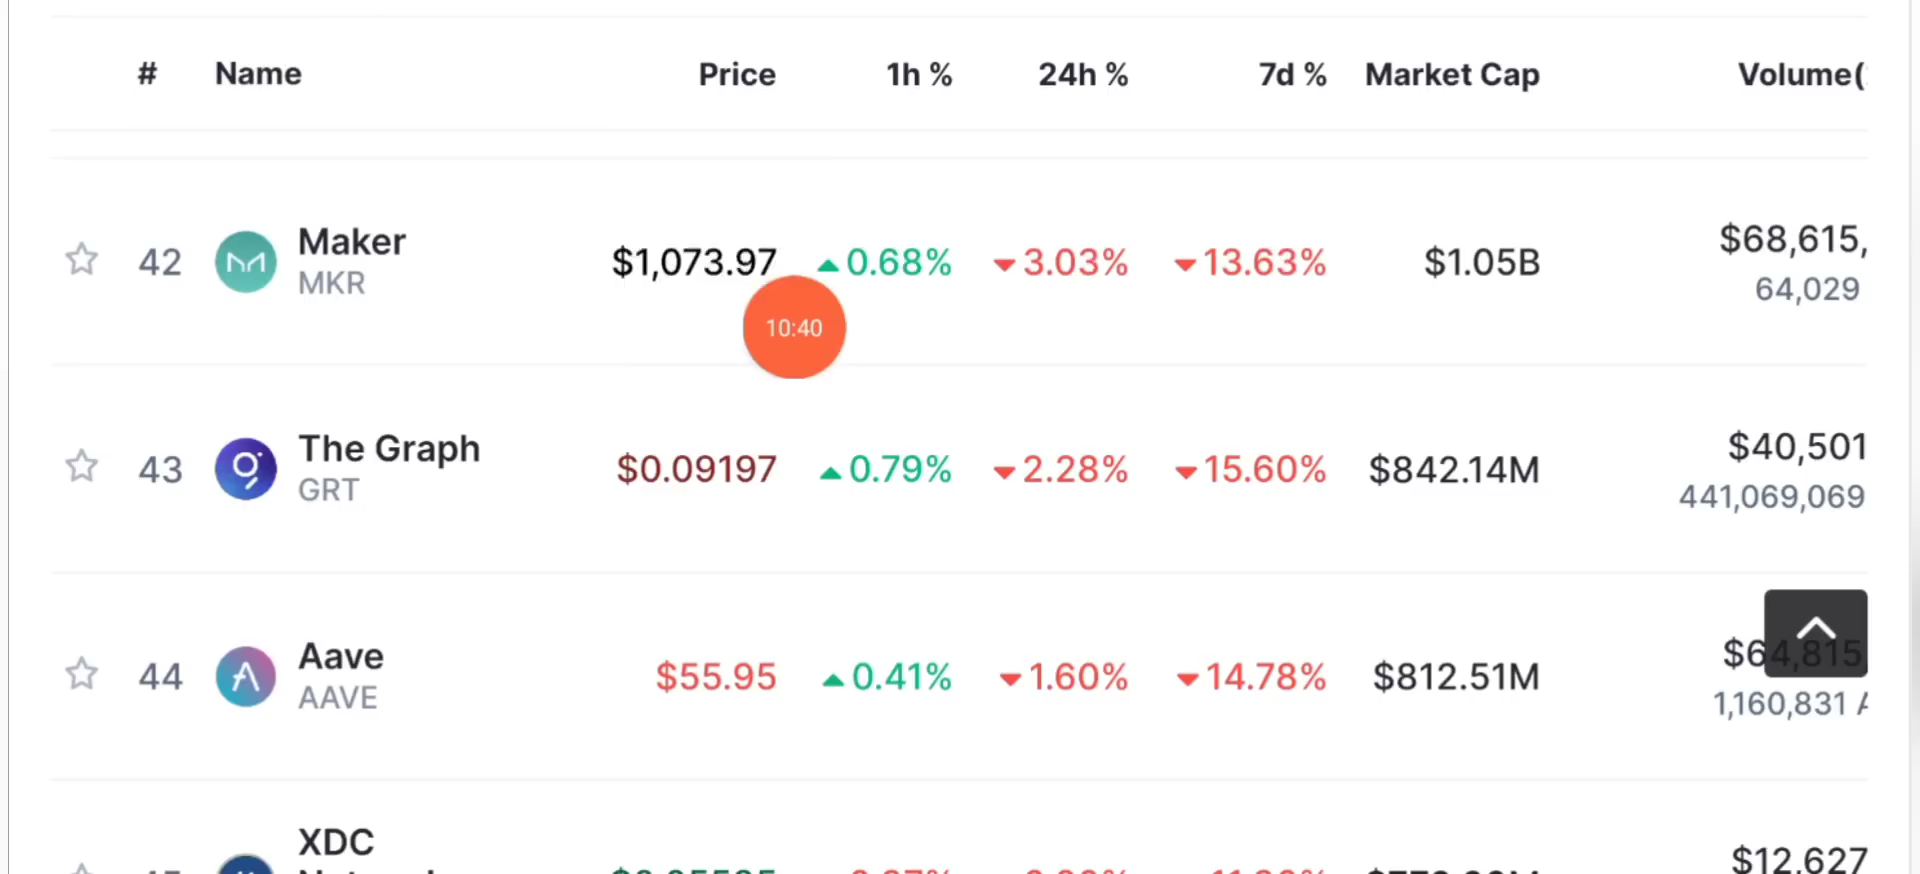 # Name Price 1h % 24h % 7d % Market Cap Volume(
42 Maker MKR $1,073.97 0.68% 3.03% 13.63% $1.05B $68,615,
64,029
10:40
43 The Graph GRT $0.09197 0.79% 2.28% 15.60% $842.14M $40,501
441,069,069
44 Aave AAVE $55.95 0.41% 1.60% 14.78% $812.51M $64,815
1,160,831 A
XDC
$12,627